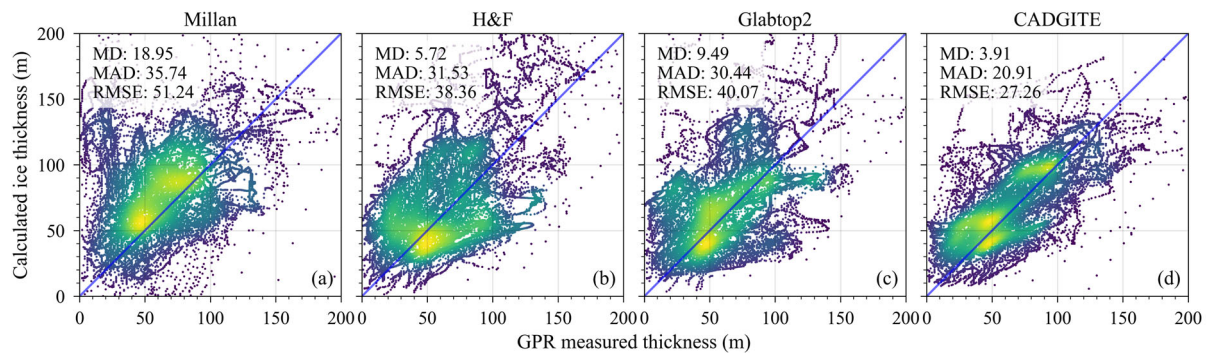 Millan
H&F
Glabtop2
CADGITE
Calculated ice thickness (m)
200
150
100
50
0
MD: 18.95
MAD: 35.74
RMSE: 51.24
(a)
MD: 5.72
MAD: 31.53
RMSE: 38.36
(b)
MD: 9.49
MAD: 30.44
RMSE: 40.07
(c)
MD: 3.91
MAD: 20.91
RMSE: 27.26
(d)
0 50 100 150 200
0 50 100 150 200
0 50 100 150 200
0 50 100 150 200
GPR measured thickness (m)